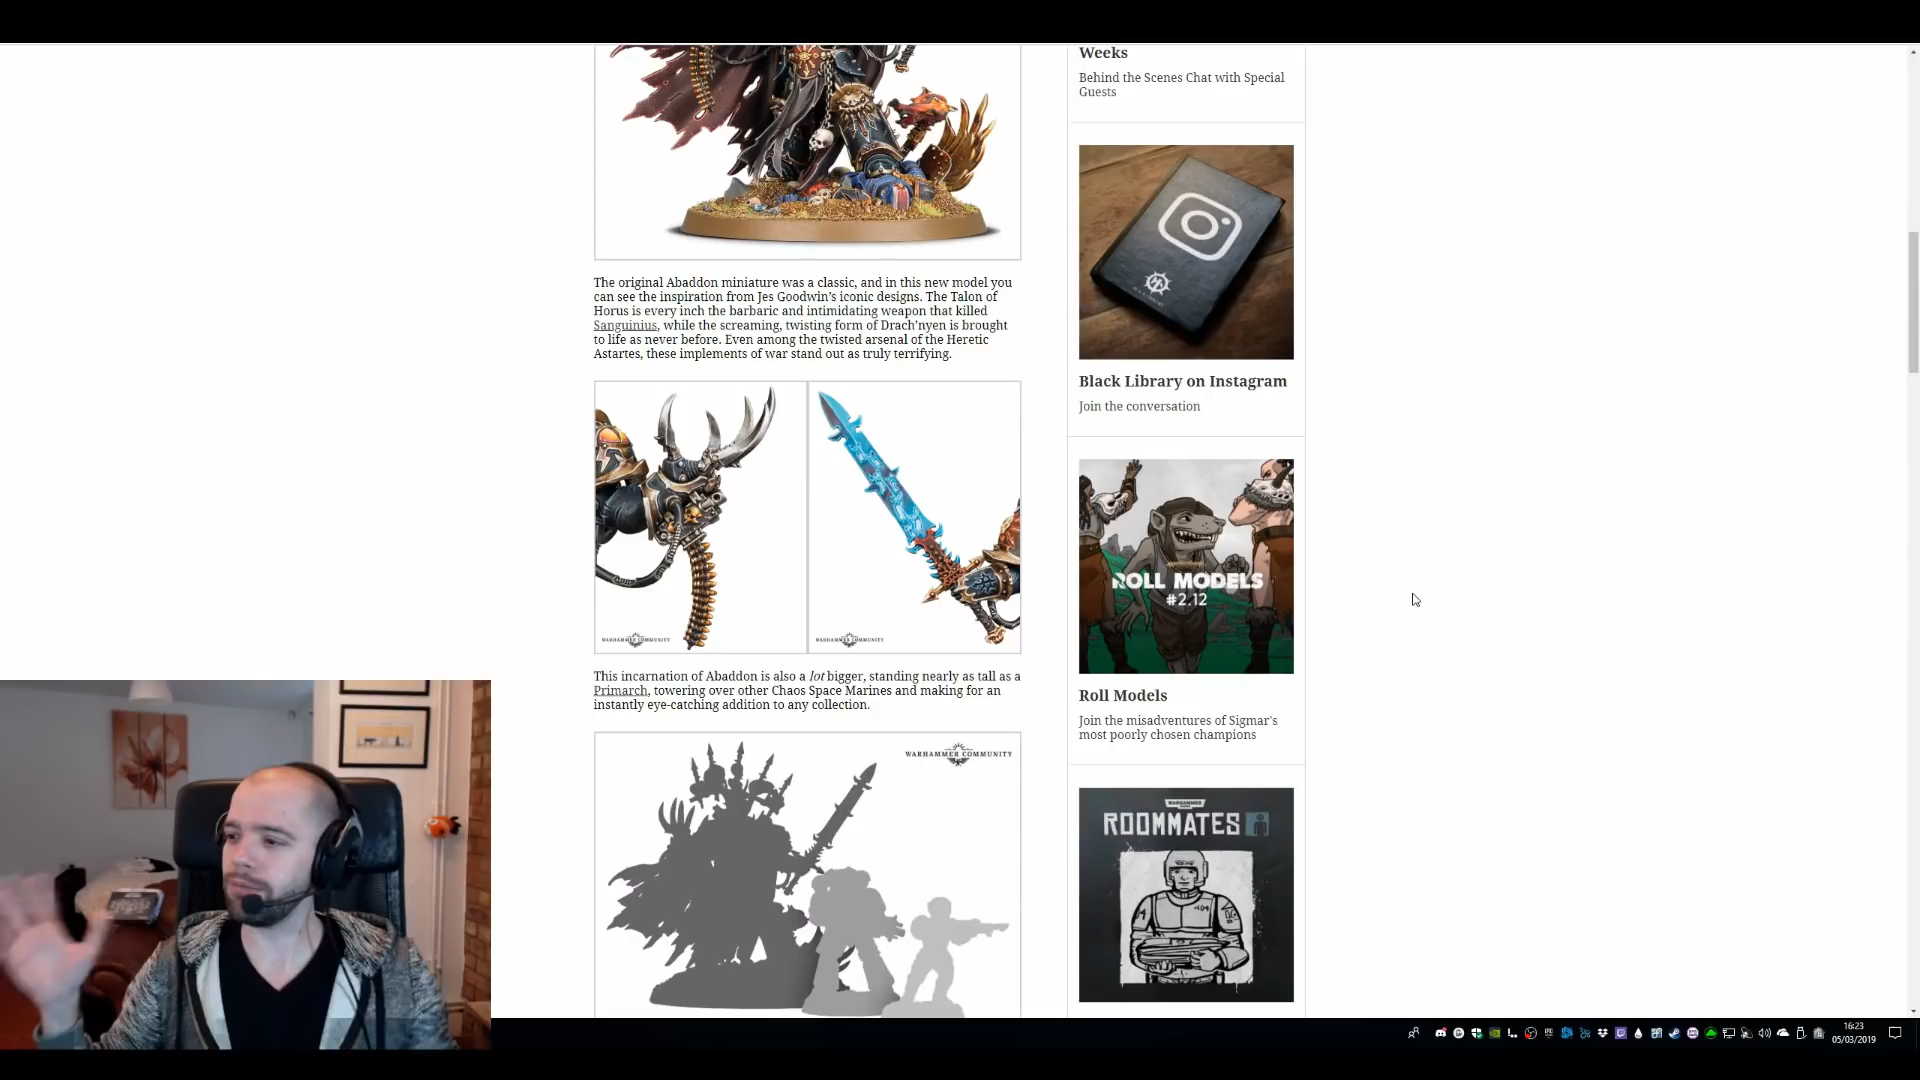 The original Abaddon miniature was a classic, and in this new model you
can see the inspiration from Jes Goodwin’s iconic designs. The Talon of
Horus is every inch the barbaric and intimidating weapon that killed
Sanguinius, while the screaming, twisting form of Drach’nyen is brought
to life as never before. Even among the twisted arsenal of the Heretic
Astartes, these implements of war stand out as truly terrifying.
WARHAMMER COMMUNITY
WARHAMMER COMMUNITY
This incarnation of Abaddon is also a lot bigger, standing nearly as tall as a
Primarch, towering over other Chaos Space Marines and making for an
instantly eye-catching addition to any collection.
WARHAMMER COMMUNITY
Weeks
Behind the Scenes Chat with Special
Guests
Black Library on Instagram
Join the conversation
ROLL MODELS
#2.12
Roll Models
Join the misadventures of Sigmar’s
most poorly chosen champions
WARHAMMER
ROOMMATES
16:23
05/03/2019